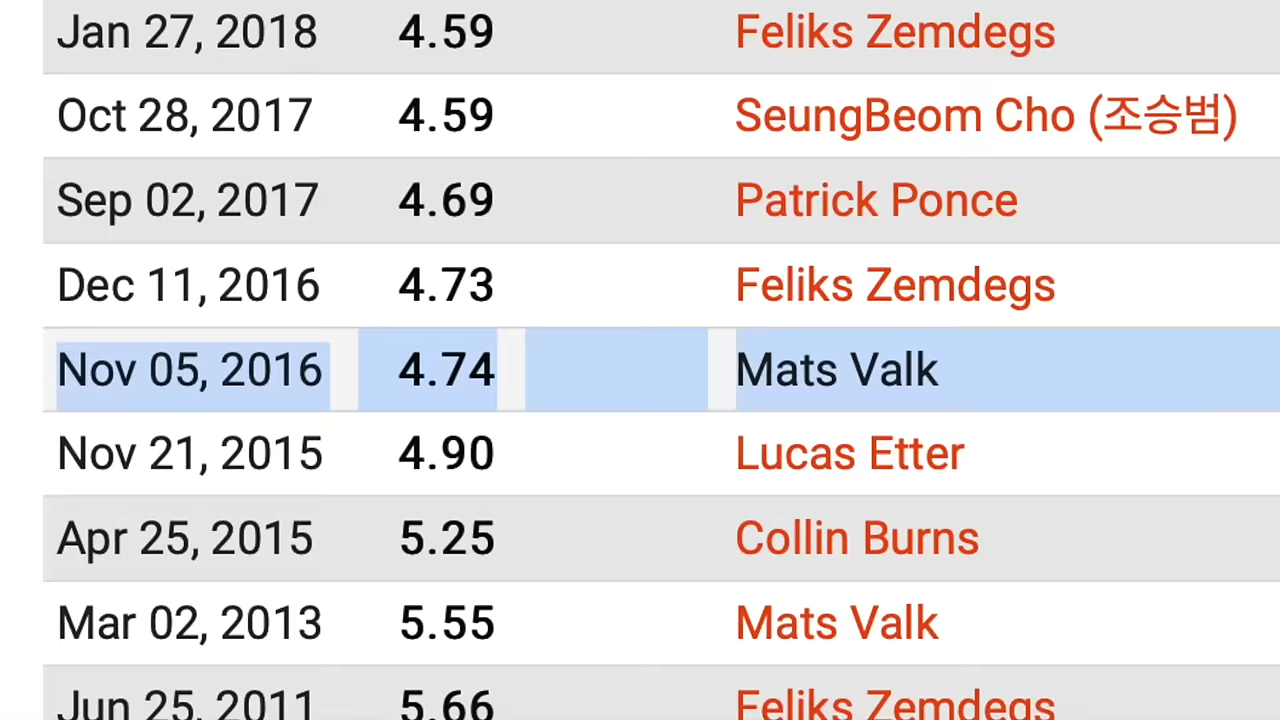 Jan 27, 2018 4.59 Feliks Zemdegs
Oct 28, 2017 4.59 SeungBeom Cho (조승범)
Sep 02, 2017 4.69 Patrick Ponce
Dec 11, 2016 4.73 Feliks Zemdegs
Nov 05, 2016 4.74 Mats Valk
Nov 21, 2015 4.90 Lucas Etter
Apr 25, 2015 5.25 Collin Burns
Mar 02, 2013 5.55 Mats Valk
Jun 25, 2011 5.66 Feliks Zemdegs